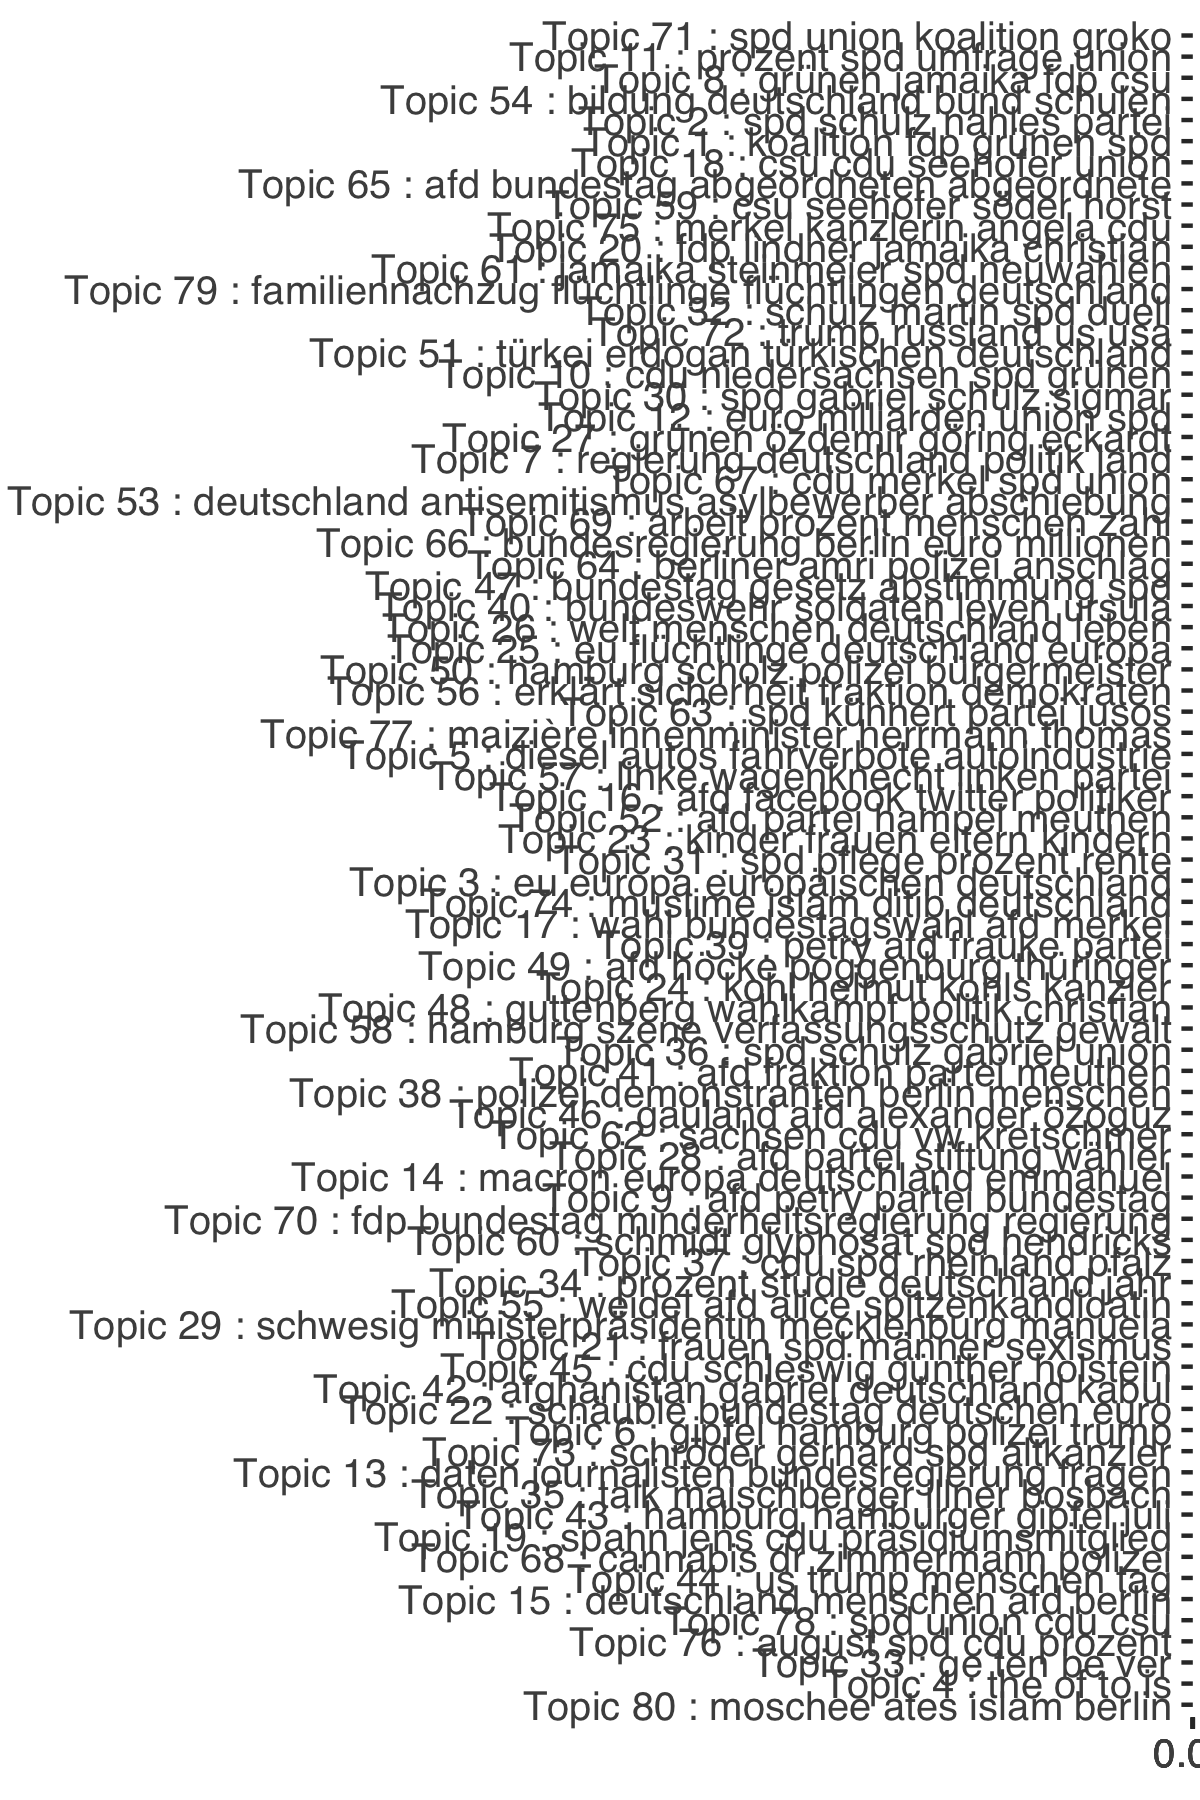 Topic 71 : spd union koalition groko
Topic 11 : prozent spd umfrage union
Topic 8 : grünen jamaika fdp csu
Topic 54 : bildung deutschland bund schulen
Topic 2 : spd schulz nahles partei
Topic 1 : koalition fdp grünen spd
Topic 18 : csu cdu seehofer union
Topic 65 : afd bundestag abgeordneten abgeordnete
Topic 59 : csu seehofer söder horst
Topic 75 : merkel kanzlerin angela cdu
Topic 20 : fdp lindner jamaika christian
Topic 61 : jamaika steinmeier spd neuwahlen
Topic 79 : familiennachzug flüchtlinge flüchtlingen deutschland
Topic 32 : schulz martin spd duell
Topic 72 : trump russland us usa
Topic 51 : türkei erdogan türkischen deutschland
Topic 10 : cdu niedersachsen spd grünen
Topic 30 : spd gabriel schulz sigmar
Topic 12 : euro milliarden union spd
Topic 27 : grünen özdemir göring eckardt
Topic 7 : regierung deutschland politik land
Topic 67 : cdu merkel spd union
Topic 53 : deutschland antisemitismus asylbewerber abschiebung
Topic 69 : arbeit prozent menschen zahl
Topic 66 : bundesregierung berlin euro millionen
Topic 64 : berliner amri polizei anschlag
Topic 47 : bundestag gesetz abstimmung spd
Topic 40 : bundeswehr soldaten leyen ursula
Topic 26 : welt menschen deutschland leben
Topic 25 : eu flüchtlinge deutschland europa
Topic 50 : hamburg scholz polizei bürgermeister
Topic 56 : erklärt sicherheit fraktion demokraten
Topic 63 : spd kühnert partei jusos
Topic 77 : maizière innenminister herrmann thomas
Topic 5 : diesel autos fahrverbote autoindustrie
Topic 57 : linke wagenknecht linken partei
Topic 16 : afd facebook twitter politiker
Topic 52 : afd partei hampel meuthen
Topic 23 : kinder frauen eltern kindern
Topic 31 : spd pflege prozent rente
Topic 3 : eu europa europäischen deutschland
Topic 74 : muslime islam ditib deutschland
Topic 17 : wahl bundestagswahl afd merkel
Topic 39 : petry afd frauke partei
Topic 49 : afd höcke poggenburg thüringer
Topic 24 : kohl helmut kohls kanzler
Topic 48 : guttenberg wahlkampf politik christian
Topic 58 : hamburg szene verfassungsschutz gewalt
Topic 36 : spd schulz gabriel union
Topic 41 : afd fraktion partei meuthen
Topic 38 : polizei demonstranten berlin menschen
Topic 46 : gauland afd alexander özoguz
Topic 62 : sachsen cdu vw kretschmer
Topic 28 : afd partei stiftung wähler
Topic 14 : macron europa deutschland emmanuel
Topic 9 : afd petry partei bundestag
Topic 70 : fdp bundestag minderheitsregierung regierung
Topic 60 : schmidt glyphosat spd hendricks
Topic 37 : cdu spd rheinland pfalz
Topic 34 : prozent studie deutschland jahr
Topic 55 : weidel afd alice spitzenkandidatin
Topic 29 : schwesig ministerpräsidentin mecklenburg manuela
Topic 21 : frauen spd männer sexismus
Topic 45 : cdu schleswig günther holstein
Topic 42 : afghanistan gabriel deutschland kabul
Topic 22 : schäuble bundestag deutschen euro
Topic 6 : gipfel hamburg polizei trump
Topic 73 : schröder gerhard spd altkanzler
Topic 13 : daten journalisten bundesregierung fragen
Topic 35 : talk maischberger illner bosbach
Topic 43 : hamburg hamburger gipfel juli
Topic 19 : spahn jens cdu präsidiumsmitglied
Topic 68 : cannabis dr zimmermann polizei
Topic 44 : us trump menschen tag
Topic 15 : deutschland menschen afd berlin
Topic 78 : spd union cdu csu
Topic 76 : august spd cdu prozent
Topic 33 : ge ten be ver
Topic 4 : the of to is
Topic 80 : moschee ates islam berlin